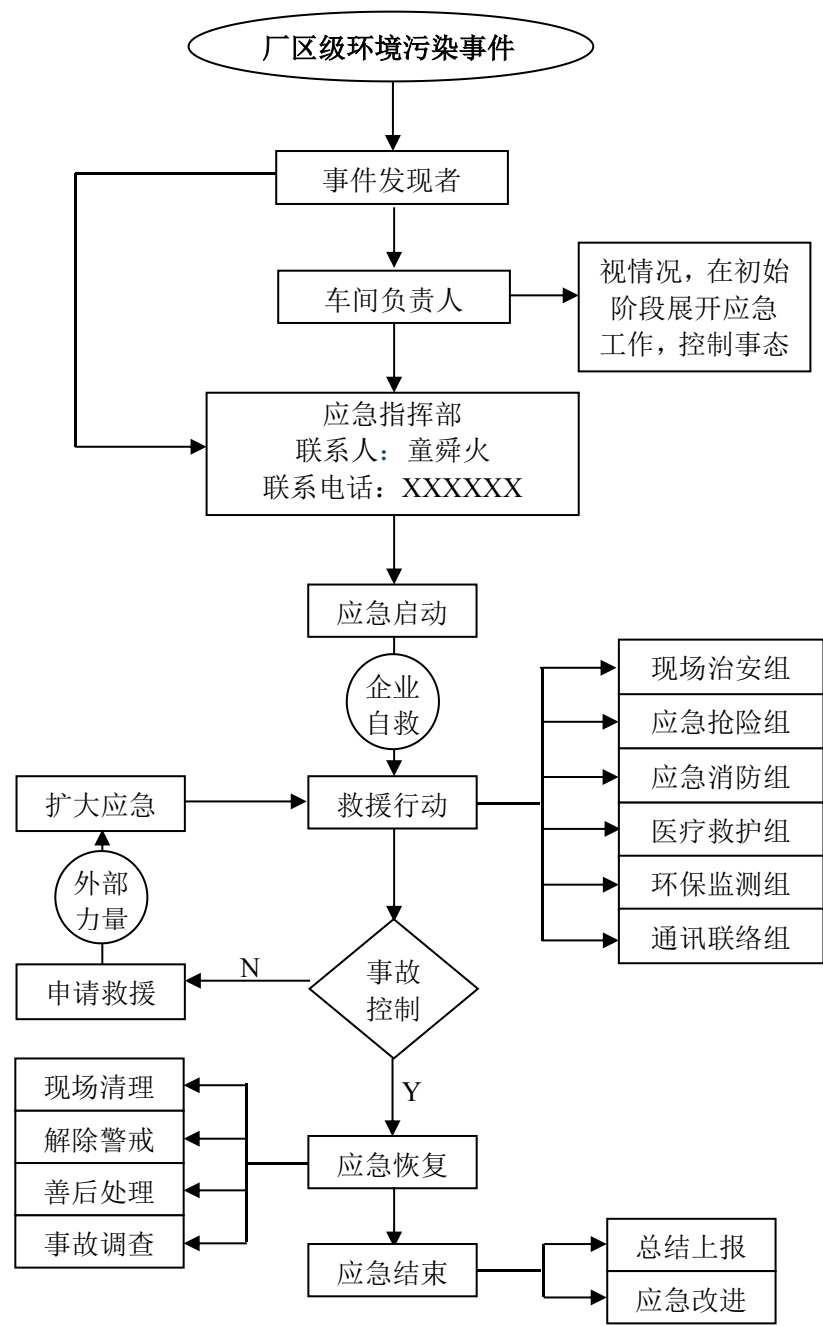 厂区级环境污染事件
事件发现者
车间负责人
视情况，在初始
阶段展开应急
工作，控制事态
应急指挥部
联系人：童舜火
联系电话：XXXXXX
应急启动
企业
自救
现场治安组
应急抢险组
应急消防组
医疗救护组
环保监测组
通讯联络组
扩大应急
救援行动
外部
力量
申请救援
N
事故
控制
Y
现场清理
解除警戒
善后处理
事故调查
应急恢复
应急结束
总结上报
应急改进